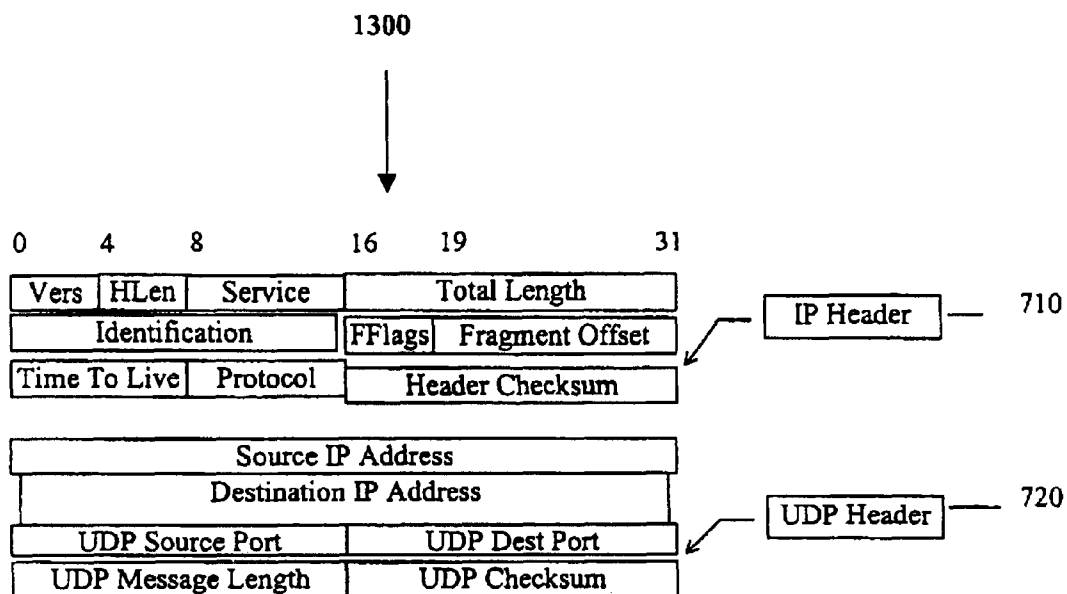 1300
0 4 8 16 19 31
Vers HLen Service Total Length
Identification FFlags Fragment Offset IP Header 710
Time To Live Protocol Header Checksum
Source IP Address
Destination IP Address
UDP Header 720
UDP Source Port UDP Dest Port
UDP Message Length UDP Checksum